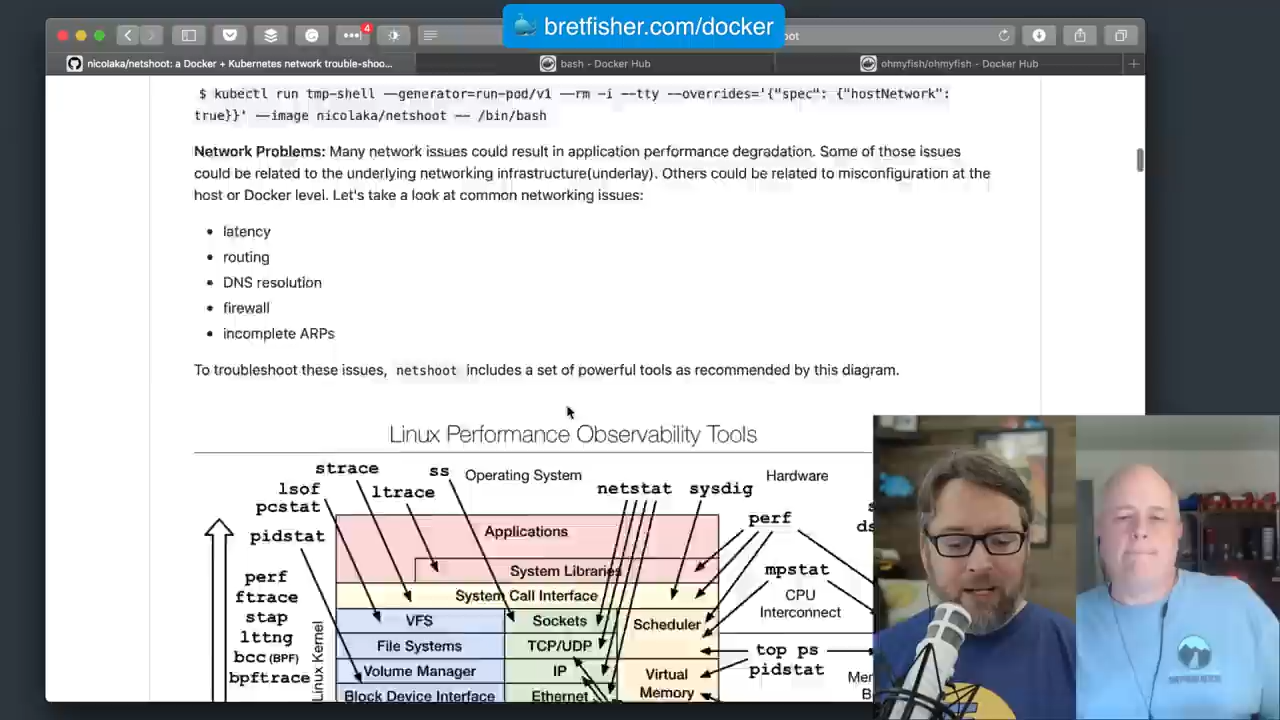 bretfisher.com/docker
4
ot
nicolaka/netshoot: a Docker + Kubernetes network trouble-shoo...
bash - Docker Hub
ohmyfish/ohmyfish - Docker Hub
$ kubectl run tmp-shell --generator=run-pod/v1 --rm -i --tty --overrides='{"spec": {"hostNetwork":
true}}' --image nicolaka/netshoot -- /bin/bash
Network Problems: Many network issues could result in application performance degradation. Some of those issues
could be related to the underlying networking infrastructure(underlay). Others could be related to misconfiguration at the
host or Docker level. Let's take a look at common networking issues:
• latency
• routing
• DNS resolution
• firewall
• incomplete ARPs
To troubleshoot these issues, netshoot includes a set of powerful tools as recommended by this diagram.
Linux Performance Observability Tools
strace
ss
Operating System
Hardware
lsof
ltrace
netstat
sysdig
pcstat
perf
pidstat
Applications
mpstat
System Libraries
perf
ftrace
System Call Interface
CPU
Interconnect
stap
VFS
Sockets
Scheduler
lttng
File Systems
TCP/UDP
top ps
pidstat
bcc (BPF)
Volume Manager
IP
Virtual
Memory
bpftrace
Block Device Interface
Ethernet
Linux Kernel